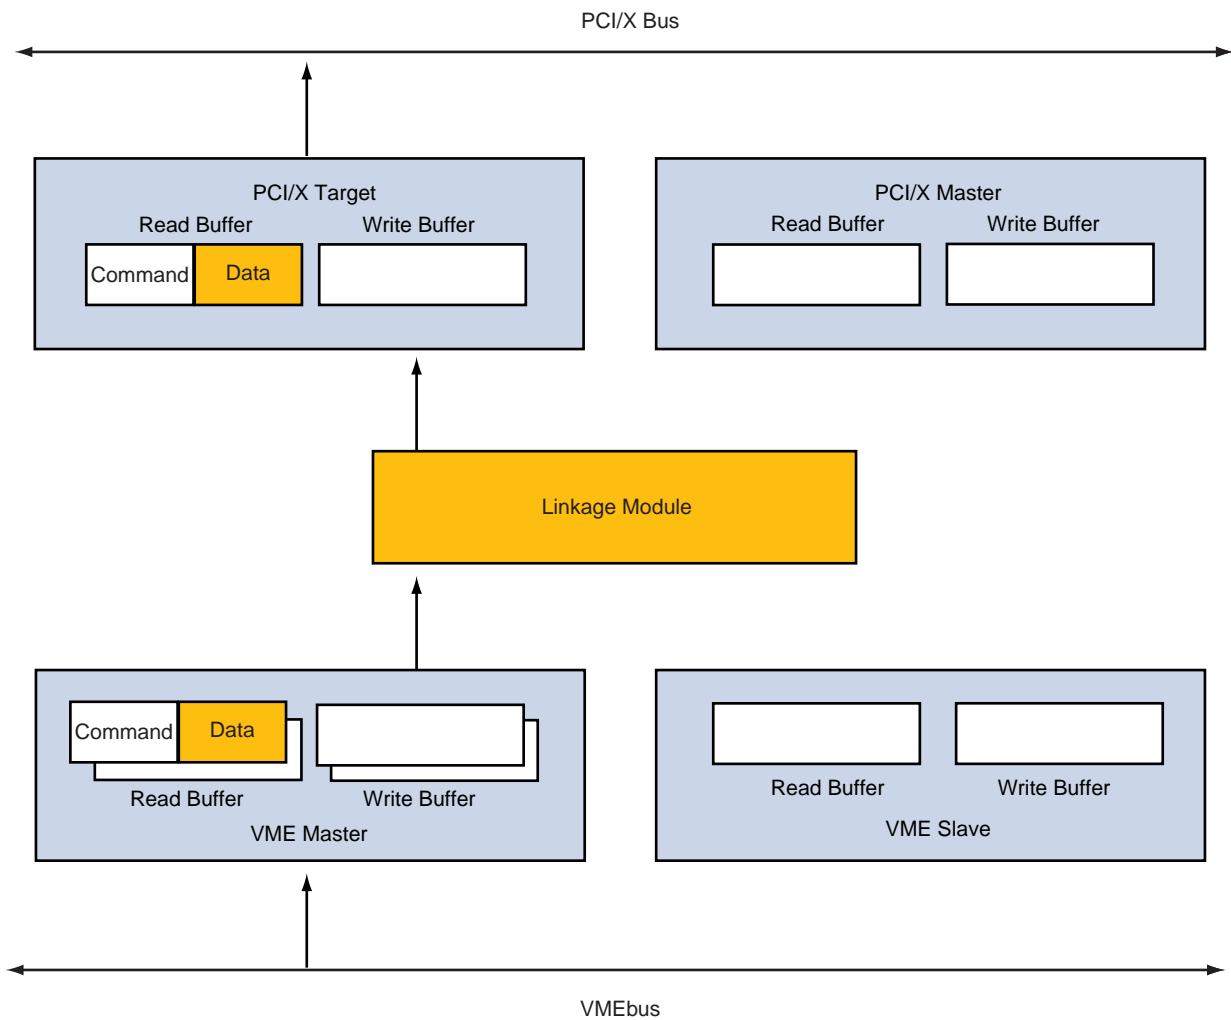 PCI/X Bus
PCI/X Target
Read Buffer
Write Buffer
Command
Data
PCI/X Master
Read Buffer
Write Buffer
Linkage Module
Command
Data
Read Buffer
Write Buffer
VME Master
Read Buffer
Write Buffer
VME Slave
VMEbus